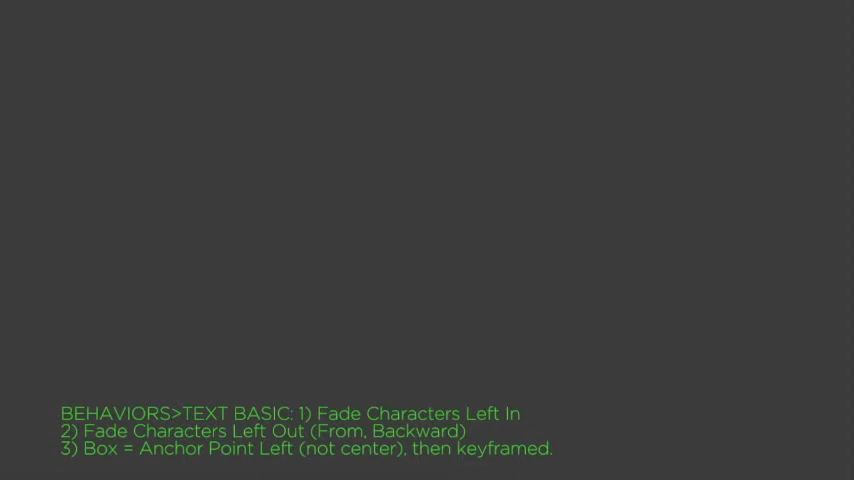 BEHAVIORS>TEXT BASIC: 1) Fade Characters Left In
2) Fade Characters Left Out (From, Backward)
3) Box = Anchor Point Left (not center), then keyframed.